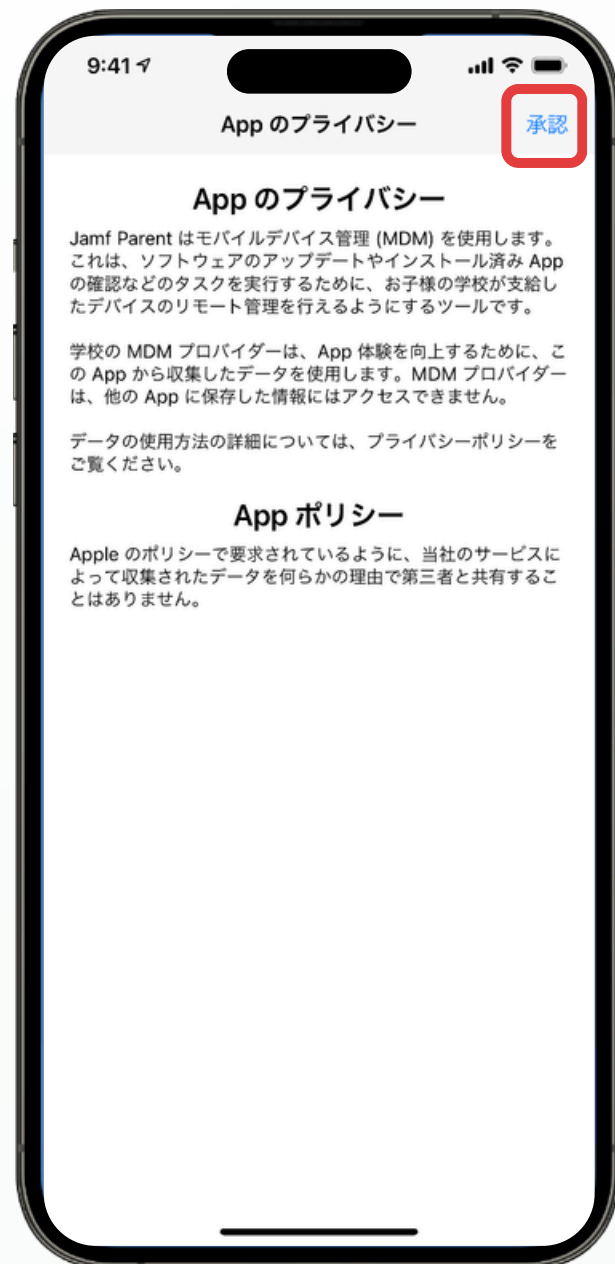 9:41
App のプライバシー
承認
App のプライバシー
Jamf Parent はモバイルデバイス管理 (MDM) を使用します。
これは、ソフトウェアのアップデートやインストール済み App
の確認などのタスクを実行するために、お子様の学校が支給し
たデバイスのリモート管理を行えるようにするツールです。
学校の MDM プロバイダーは、App 体験を向上するために、こ
の App から収集したデータを使用します。MDM プロバイダー
は、他の App に保存した情報にはアクセスできません。
データの使用方法の詳細については、プライバシーポリシーを
ご覧ください。
App ポリシー
Apple のポリシーで要求されているように、当社のサービスに
よって収集されたデータを何らかの理由で第三者と共有するこ
とはありません。